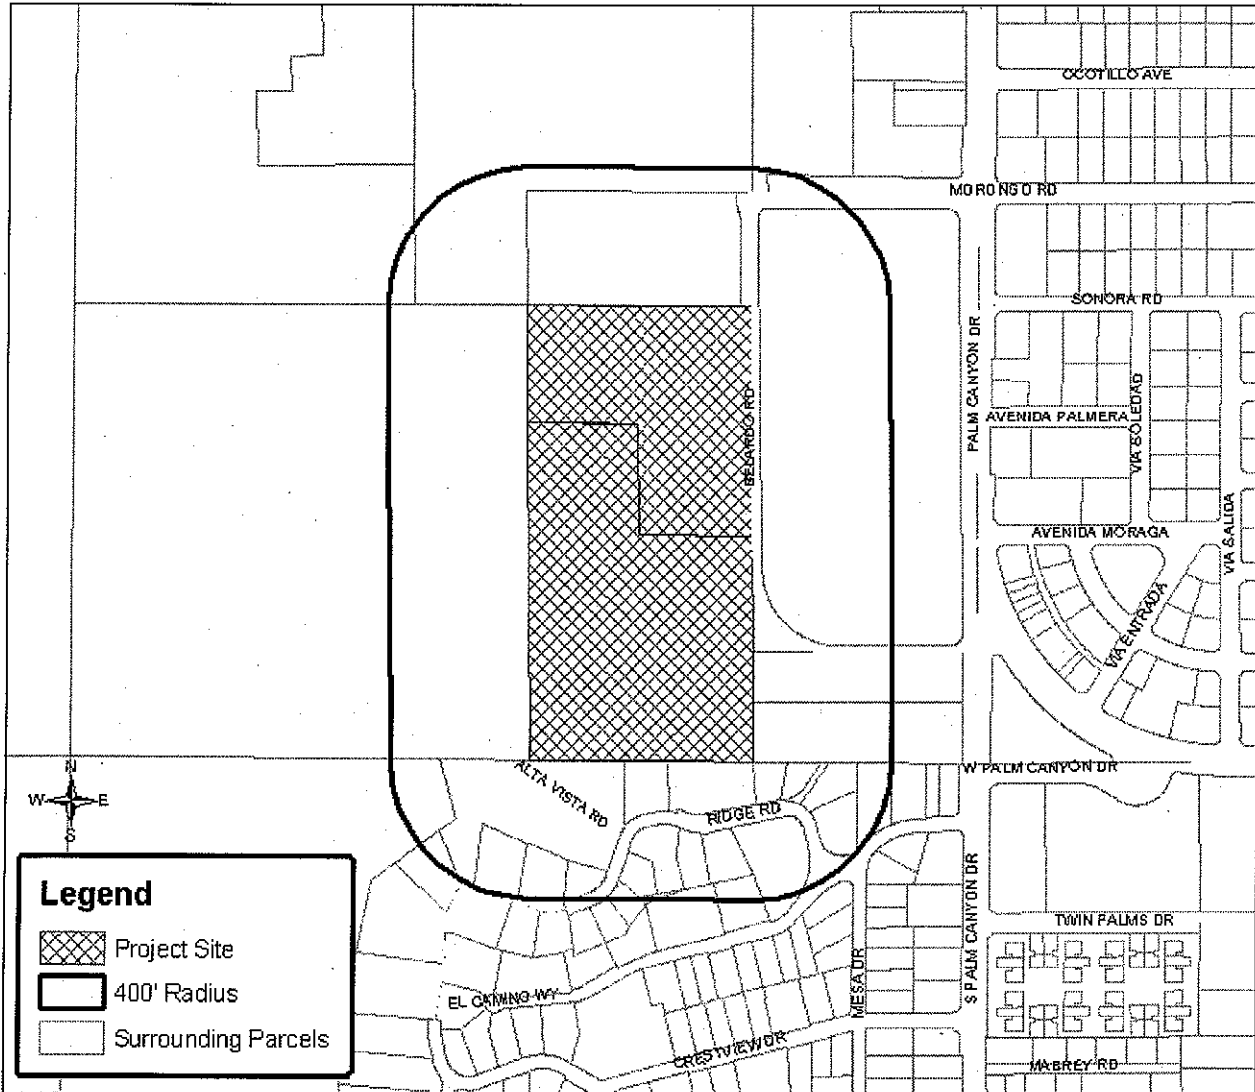 OCOTILLO AVE
MORONGO RD
SONORA RD
PALM CANYON DR
AVENIDA PALMERA
VIA SOLEDAD
BELARDO RD
AVENIDA MORAGA
VIA SALIDA
VIA ENTRADA
W PALM CANYON DR
ALTA VISTA RD
RIDGE RD
N
W E
S
TWIN PALMS DR
S PALM CANYON DR
MESA DR
EL CAMINO WY
CRESTVIEW DR
MABREY RD
Legend
Project Site
400' Radius
Surrounding Parcels